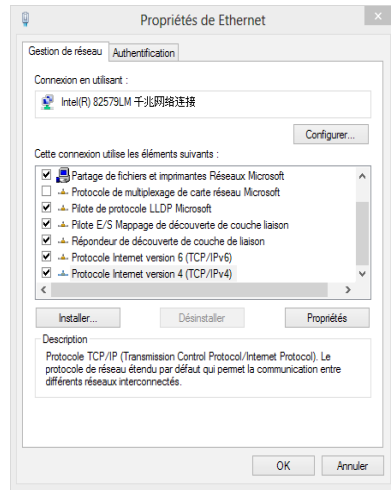 Propriétés de Ethernet
Gestion de réseau Authentification
Connexion en utilisant :
Intel(R) 82579LM 千兆网络连接
Configurer...
Cette connexion utilise les éléments suivants :
Partage de fichiers et imprimantes Réseaux Microsoft
Protocole de multiplexage de carte réseau Microsoft
Pilote de protocole LLDP Microsoft
Pilote E/S Mappage de découverte de couche liaison
Répondeur de découverte de couche de liaison
Protocole Internet version 6 (TCP/IPv6)
Protocole Internet version 4 (TCP/IPv4)
Installer... Désinstaller Propriétés
Description
Protocole TCP/IP (Transmission Control Protocol/Internet Protocol). Le
protocole de réseau étendu par défaut qui permet la communication entre
différents réseaux interconnectés.
OK Annuler